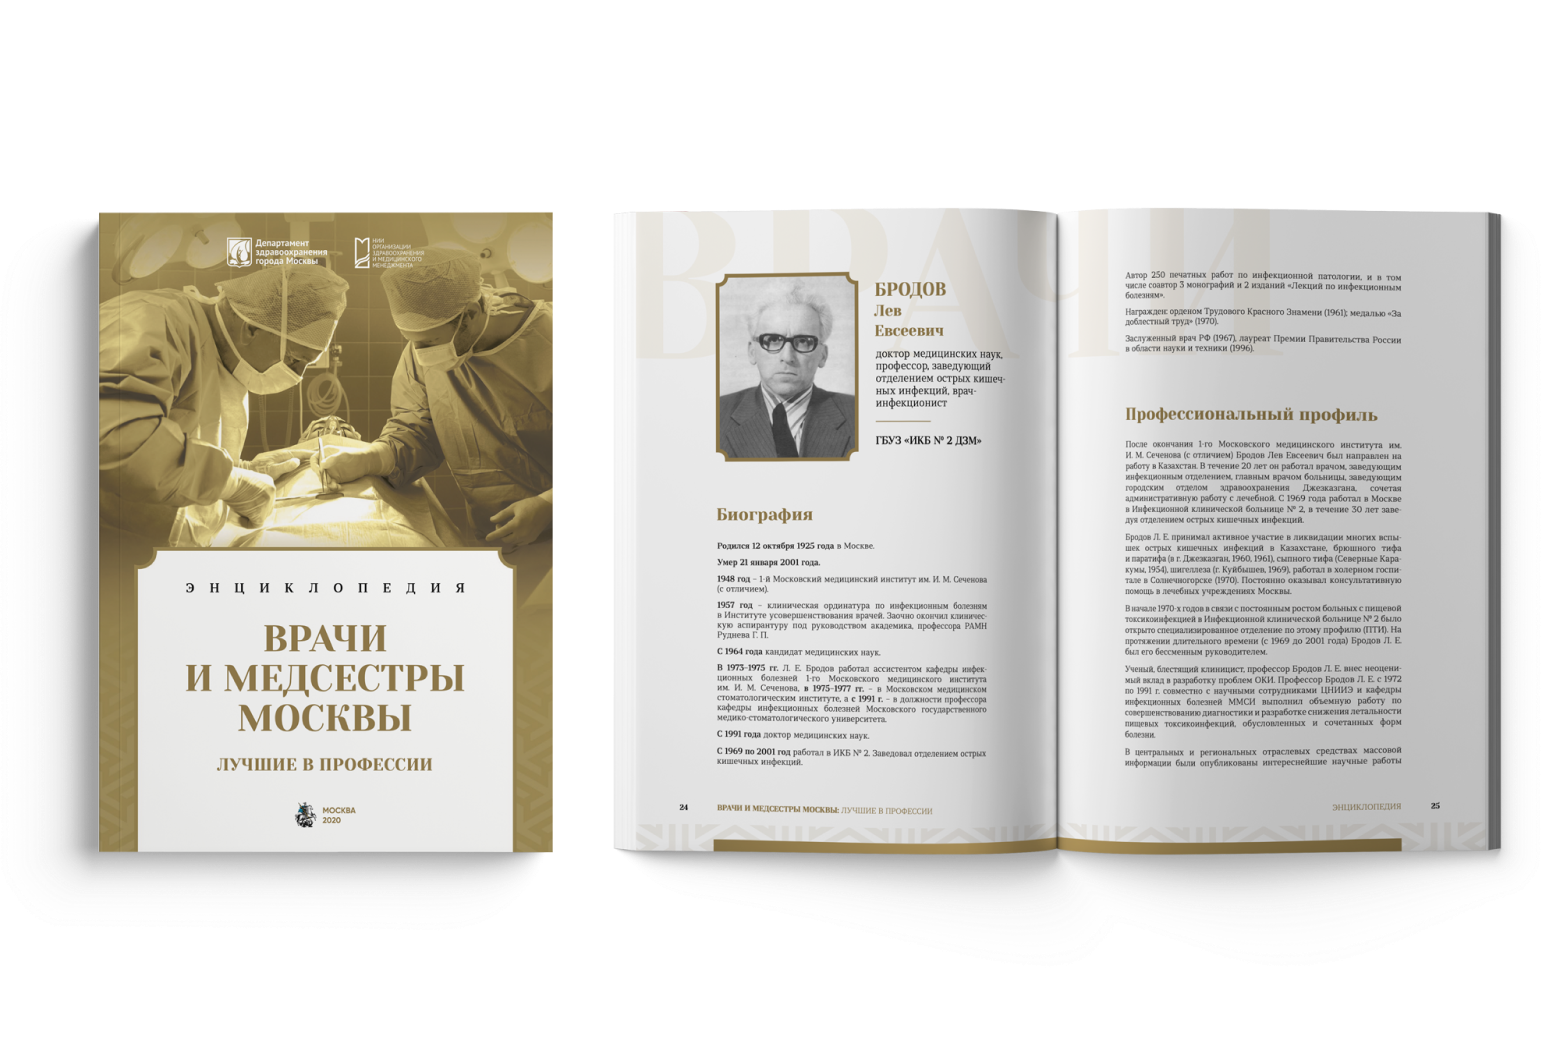 Департамент
здравоохранения
города Москвы
НИИ
ОРГАНИЗАЦИИ
ЗДРАВООХРАНЕНИЯ
И МЕДИЦИНСКОГО
МЕНЕДЖМЕНТА
ЭНЦИКЛОПЕДИЯ
ВРАЧИ
И МЕДСЕСТРЫ
МОСКВЫ
ЛУЧШИЕ В ПРОФЕССИИ
МОСКВА
2020
ВРАЧИ
БРОДОВ
Лев
Евсеевич
доктор медицинских наук,
профессор, заведующий
отделением острых кишеч-
ных инфекций, врач-
инфекционист
ГБУЗ «ИКБ № 2 ДЗМ»
Биография
Родился 12 октября 1925 года в Москве.
Умер 21 января 2001 года.
1948 год – 1-й Московский медицинский институт им. И. М. Сеченова
(с отличием).
1957 год – клиническая ординатура по инфекционным болезням
в Институте усовершенствования врачей. Заочно окончил клиничес-
кую аспирантуру под руководством академика, профессора РАМН
Руднева Г. П.
С 1964 года кандидат медицинских наук.
В 1973–1975 гг. Л. Е. Бродов работал ассистентом кафедры инфек-
ционных болезней 1-го Московского медицинского института
им. И. М. Сеченова, в 1975–1977 гг. – в Московском медицинском
стоматологическом институте, а с 1991 г. – в должности профессора
кафедры инфекционных болезней Московского государственного
медико-стоматологического университета.
С 1991 года доктор медицинских наук.
С 1969 по 2001 год работал в ИКБ № 2. Заведовал отделением острых
кишечных инфекций.
24
ВРАЧИ И МЕДСЕСТРЫ МОСКВЫ: ЛУЧШИЕ В ПРОФЕССИИ
Автор 250 печатных работ по инфекционной патологии, и в том
числе соавтор 3 монографий и 2 изданий «Лекций по инфекционным
болезням».
Награжден: орденом Трудового Красного Знамени (1961); медалью «За
доблестный труд» (1970).
Заслуженный врач РФ (1967), лауреат Премии Правительства России
в области науки и техники (1996).
Профессиональный профиль
После окончания 1-го Московского медицинского института им.
И. М. Сеченова (с отличием) Бродов Лев Евсеевич был направлен на
работу в Казахстан. В течение 20 лет он работал врачом, заведующим
инфекционным отделением, главным врачом больницы, заведующим
городским отделом здравоохранения Джезказгана, сочетая
административную работу с лечебной. С 1969 года работал в Москве
в Инфекционной клинической больнице № 2, в течение 30 лет заве-
дуя отделением острых кишечных инфекций.
Бродов Л. Е. принимал активное участие в ликвидации многих вспы-
шек острых кишечных инфекций в Казахстане, брюшного тифа
и паратифа (в г. Джезказган, 1960, 1961), сыпного тифа (Северные Кара-
кумы, 1954), шигеллеза (г. Куйбышев, 1969), работал в холерном госпи-
тале в Солнечногорске (1970). Постоянно оказывал консультативную
помощь в лечебных учреждениях Москвы.
В начале 1970-х годов в связи с постоянным ростом больных с пищевой
токсикоинфекцией в Инфекционной клинической больнице № 2 было
открыто специализированное отделение по этому профилю (ПТИ). На
протяжении длительного времени (с 1969 до 2001 года) Бродов Л. Е.
был его бессменным руководителем.
Ученый, блестящий клиницист, профессор Бродов Л. Е. внес неоцени-
мый вклад в разработку проблем ОКИ. Профессор Бродов Л. Е. с 1972
по 1991 г. совместно с научными сотрудниками ЦНИИЭ и кафедры
инфекционных болезней ММСИ выполнил объемную работу по
совершенствованию диагностики и разработке снижения летальности
пищевых токсикоинфекций, обусловленных и сочетанных форм
болезни.
В центральных и региональных отраслевых средствах массовой
информации были опубликованы интереснейшие научные работы
ЭНЦИКЛОПЕДИЯ
25